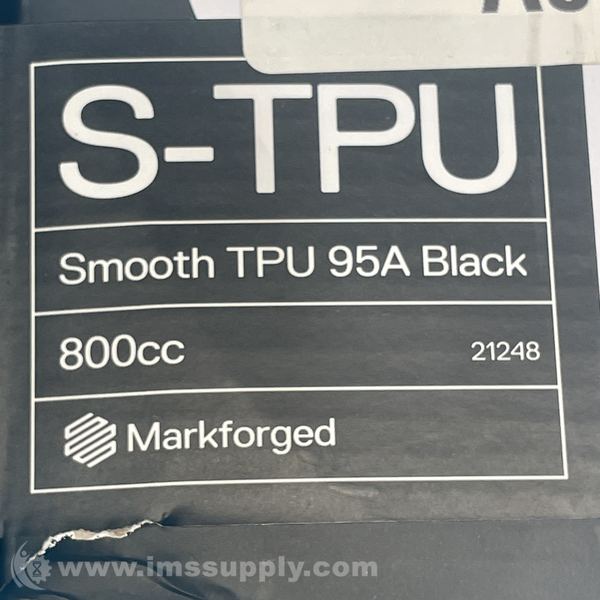 S-TPU
Smooth TPU 95A Black
800cc 21248
Markforged
www.imssupply.com